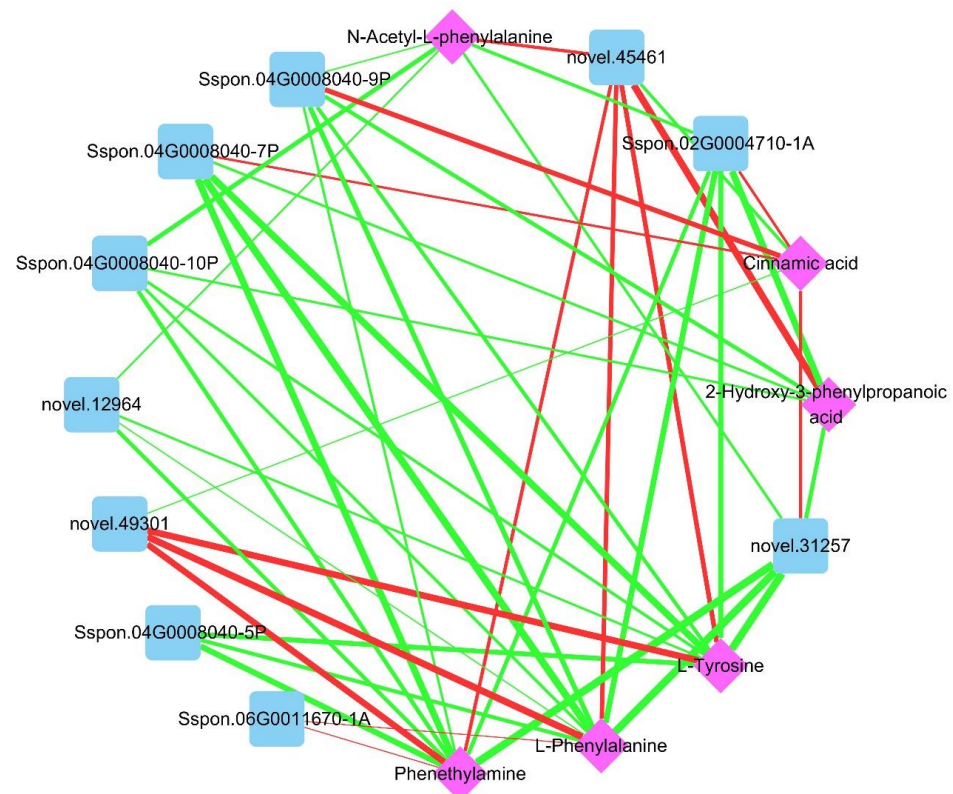 N-Acetyl-L-phenylalanine
novel.45461
Sspon.04G0008040-9P
Sspon.02G0004710-1A
Sspon.04G0008040-7P
Sspon.04G0008040-10P
Cinnamic acid
2-Hydroxy-3-phenylpropanoic
acid
novel.12964
novel.49301
novel.31257
Sspon.04G0008040-5P
L-Tyrosine
Sspon.06G0011670-1A
L-Phenylalanine
Phenethylamine